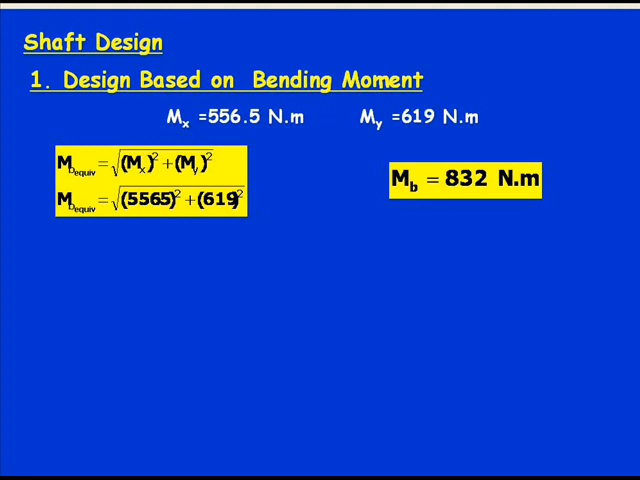 Shaft Design
1. Design Based on Bending Moment
Mx =556.5 N.m My =619 N.m
Mbequiv = √(Mx)² + (My)²
Mb = 832 N.m
Mbequiv = √(5565)² + (619)²